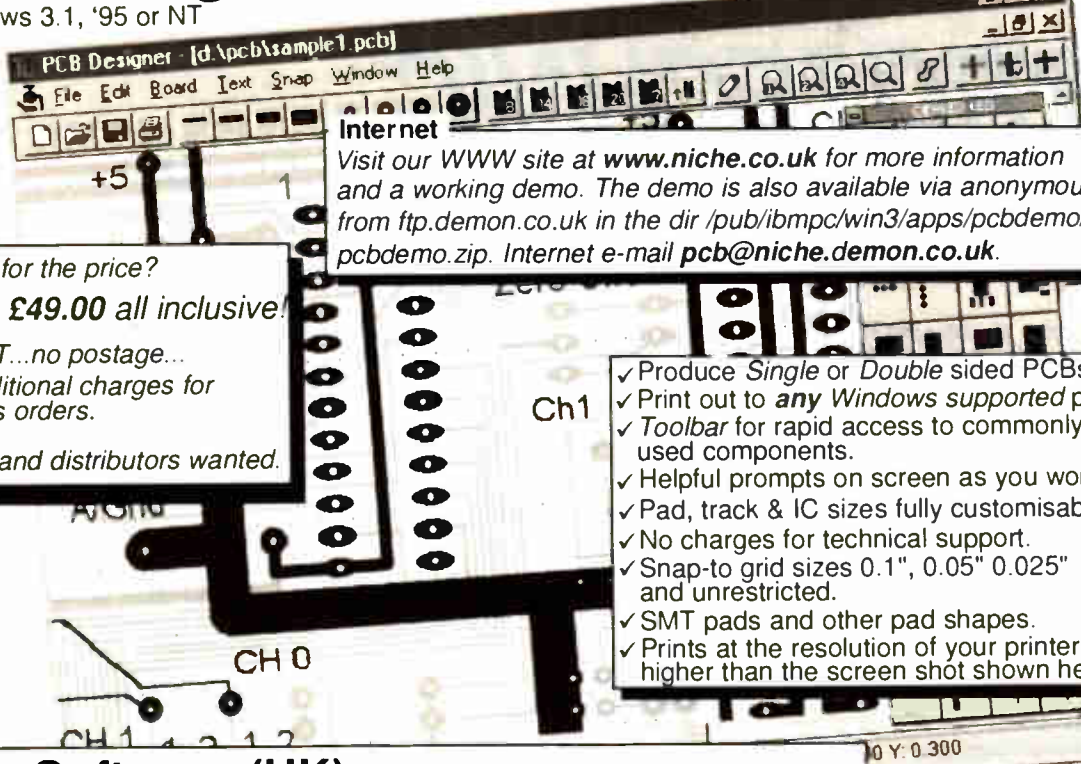 ws 3.1, '95 or NT
PCB Designer - [d:\pcb\sample1.pcb]
File Edit Board Text Snap Window Help
+5
1
Internet
Visit our WWW site at www.niche.co.uk for more information
and a working demo. The demo is also available via anonymou
from ftp.demon.co.uk in the dir /pub/ibmpc/win3/apps/pcbdemo
pcbdemo.zip. Internet e-mail pcb@niche.demon.co.uk.
for the price?
£49.00 all inclusive!
T...no postage...
ditional charges for
s orders.
and distributors wanted.
Ch1
✓ Produce Single or Double sided PCBs
✓ Print out to any Windows supported p
✓ Toolbar for rapid access to commonly
used components.
✓ Helpful prompts on screen as you wor
✓ Pad, track & IC sizes fully customisab
✓ No charges for technical support.
✓ Snap-to grid sizes 0.1", 0.05" 0.025"
and unrestricted.
✓ SMT pads and other pad shapes.
✓ Prints at the resolution of your printer
higher than the screen shot shown he
A/Gnd
CH 0
CH 1 1 2 1 2
0 Y: 0.300